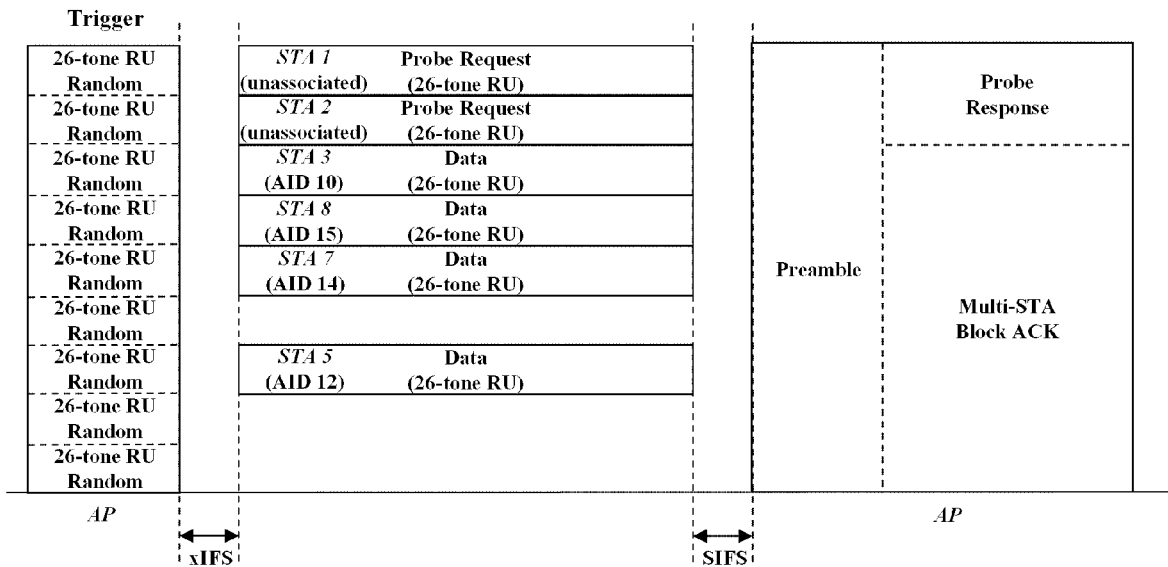 Trigger
26-tone RU
Random
26-tone RU
Random
26-tone RU
Random
26-tone RU
Random
26-tone RU
Random
26-tone RU
Random
26-tone RU
Random
26-tone RU
Random
26-tone RU
Random
AP
xIFS
STA 1 Probe Request
(unassociated) (26-tone RU)
STA 2 Probe Request
(unassociated) (26-tone RU)
STA 3 Data
(AID 10) (26-tone RU)
STA 8 Data
(AID 15) (26-tone RU)
STA 7 Data
(AID 14) (26-tone RU)
STA 5 Data
(AID 12) (26-tone RU)
SIFS
Preamble
Probe
Response
Multi-STA
Block ACK
AP